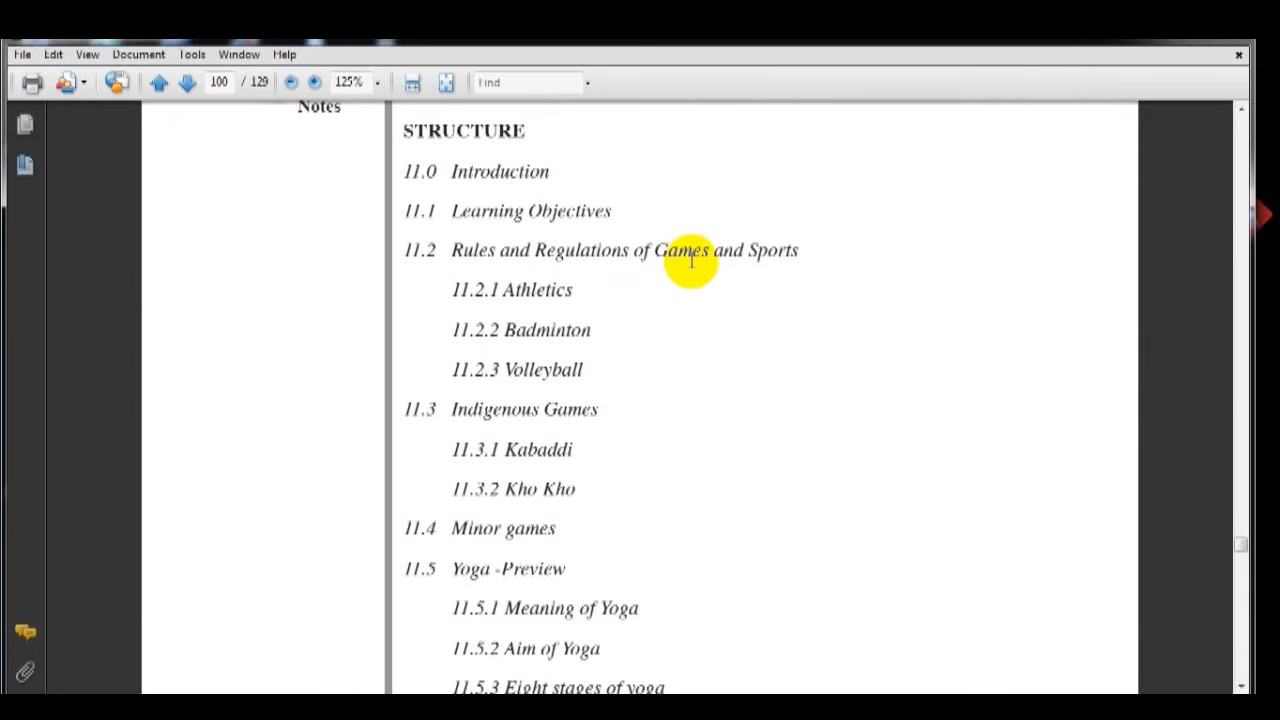 File Edit View Document Tools Window Help
100 / 129 125% Find
Notes
STRUCTURE
11.0 Introduction
11.1 Learning Objectives
11.2 Rules and Regulations of Games and Sports
11.2.1 Athletics
11.2.2 Badminton
11.2.3 Volleyball
11.3 Indigenous Games
11.3.1 Kabaddi
11.3.2 Kho Kho
11.4 Minor games
11.5 Yoga -Preview
11.5.1 Meaning of Yoga
11.5.2 Aim of Yoga
11.5.3 Eight stages of yoga